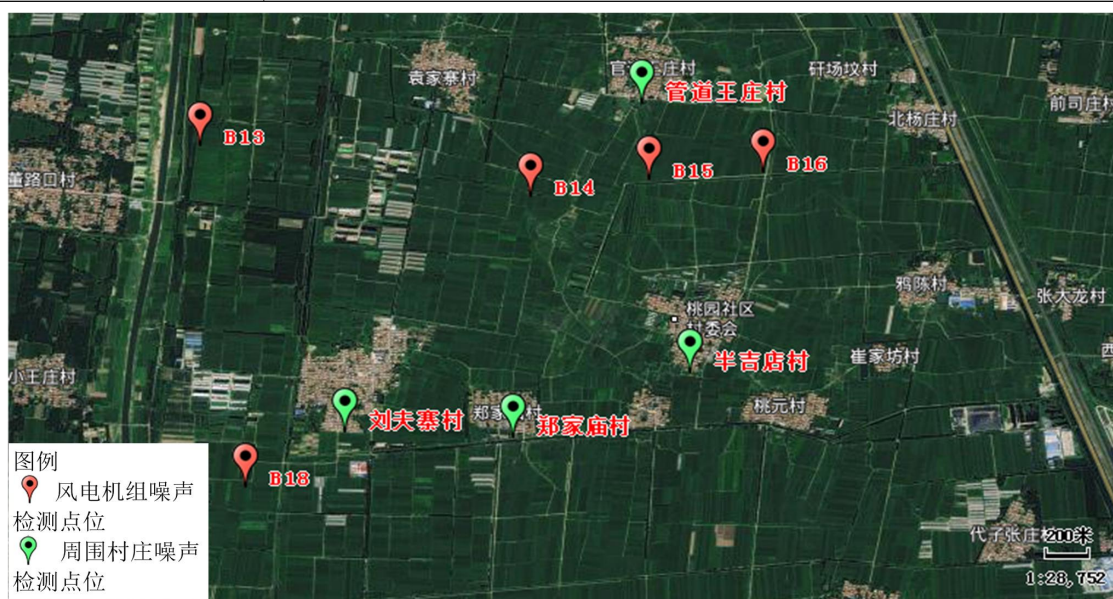 袁家寨村
管道王庄村
矸场坟村
前司庄村
北杨庄村
B13
B14
B15
B16
董路口村
鸦陈村
张大龙村
桃园社区
村委会
半吉店村
崔家坊村
西
小王庄村
刘夫寨村
郑家
村
郑家庙村
桃元村
B18
图例
风电机组噪声
检测点位
周围村庄噪声
检测点位
代子张庄村
200米
1:28,752